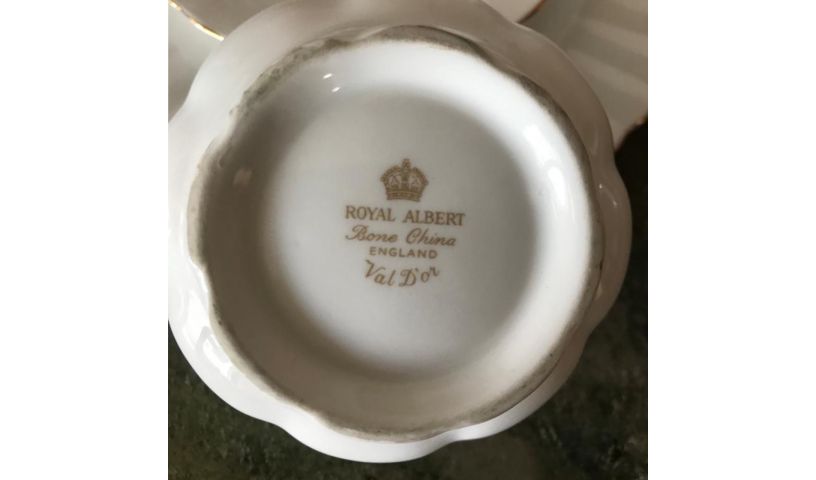 ROYAL ALBERT
Bone China
ENGLAND
Val D'or